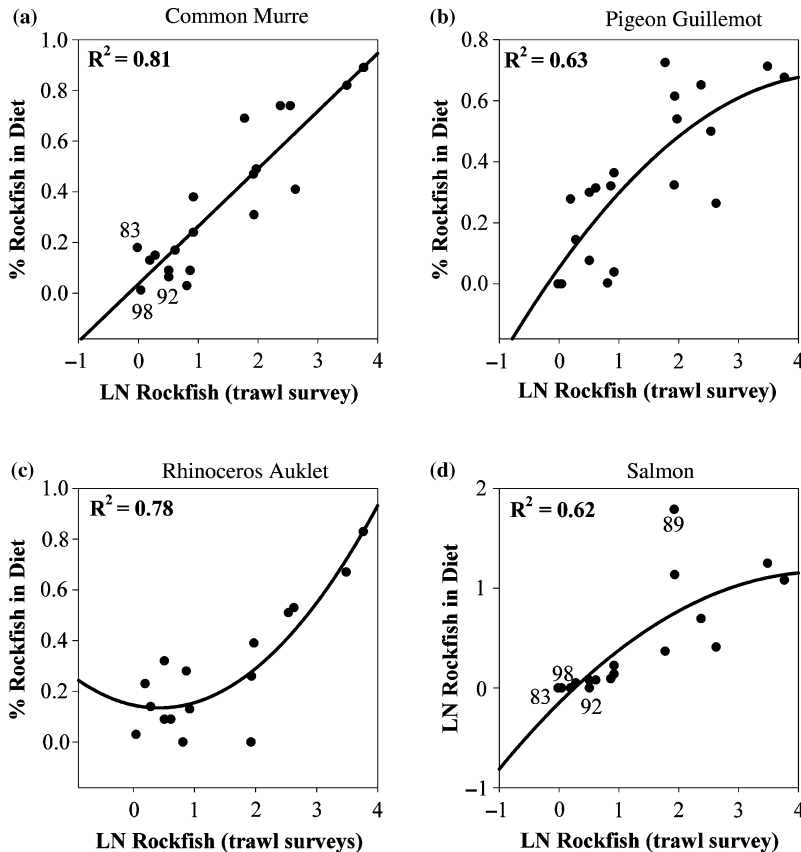 (a)
Common Murre
R² = 0.81
1.0
0.8
0.6
0.4
0.2
0.0
% Rockfish in Diet
83
98
92
−1
0
1
2
3
4
LN Rockfish (trawl survey)
(b)
Pigeon Guillemot
R² = 0.63
0.6
0.4
0.2
0.0
% Rockfish in Diet
−1
0
1
2
3
4
LN Rockfish (trawl survey)
(c)
Rhinoceros Auklet
R² = 0.78
1.0
0.8
0.6
0.4
0.2
0.0
% Rockfish in Diet
0
1
2
3
4
LN Rockfish (trawl surveys)
(d)
Salmon
R² = 0.62
2
1
0
−1
LN Rockfish in Diet
89
98
83
92
−1
0
1
2
3
4
LN Rockfish (trawl survey)